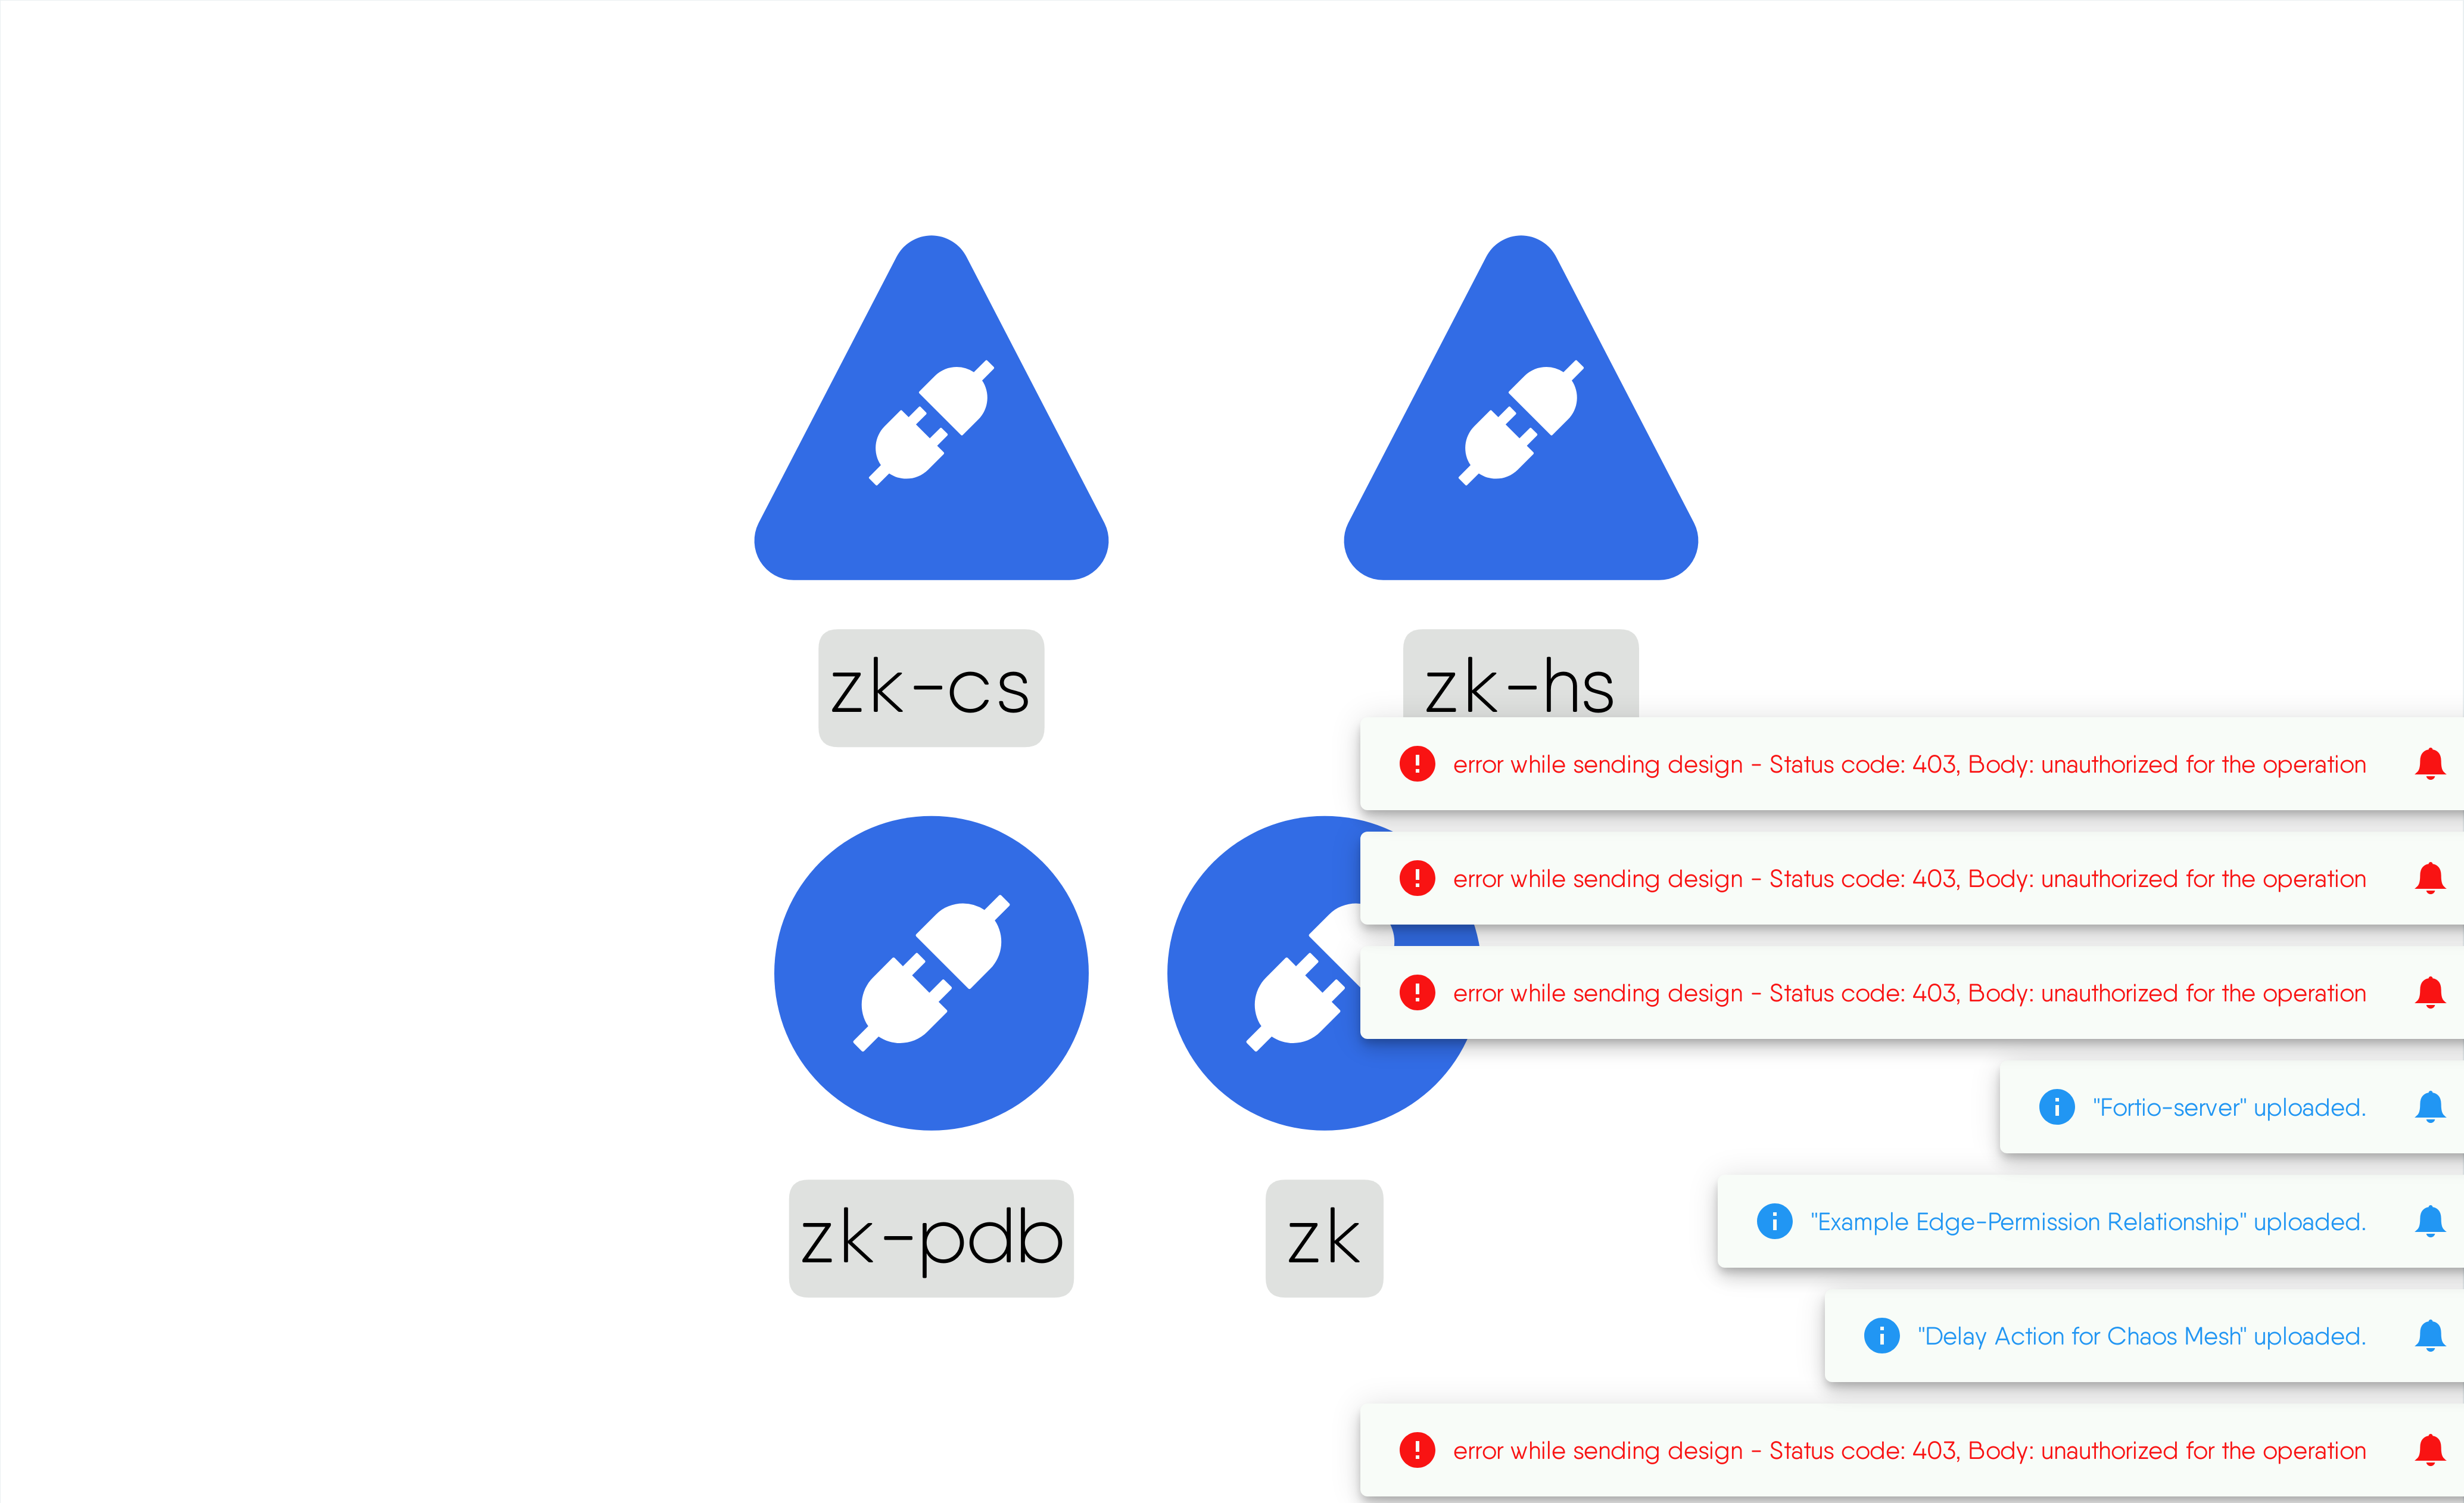 zk-cs
zk-hs
error while sending design - Status code: 403, Body: unauthorized for the operation
error while sending design - Status code: 403, Body: unauthorized for the operation
error while sending design - Status code: 403, Body: unauthorized for the operation
"Fortio-server" uploaded.
zk-pdb
zk
"Example Edge-Permission Relationship" uploaded.
"Delay Action for Chaos Mesh" uploaded.
error while sending design - Status code: 403, Body: unauthorized for the operation